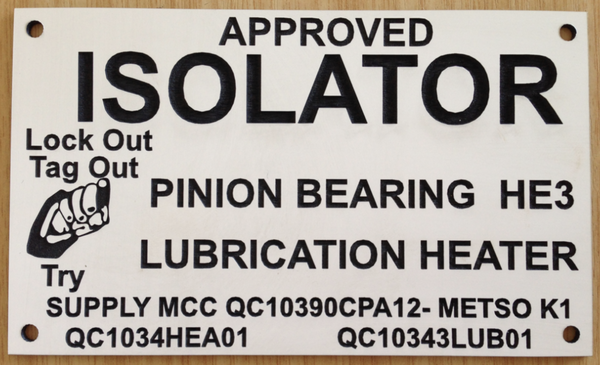 APPROVED
ISOLATOR
Lock Out
Tag Out
PINION BEARING HE3
LUBRICATION HEATER
Try
SUPPLY MCC QC10390CPA12- METSO K1
QC1034HEA01 QC10343LUB01